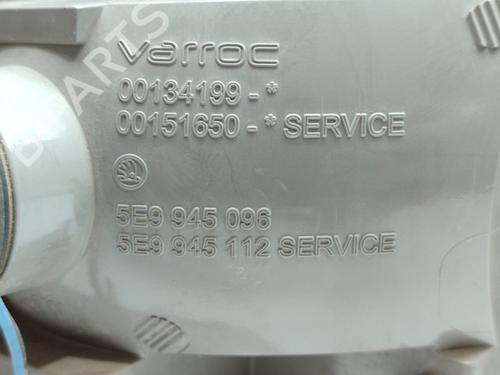 varroc
00134199-*
00151650-* SERVICE
5E9 945 096
5E9 945 112 SERVICE